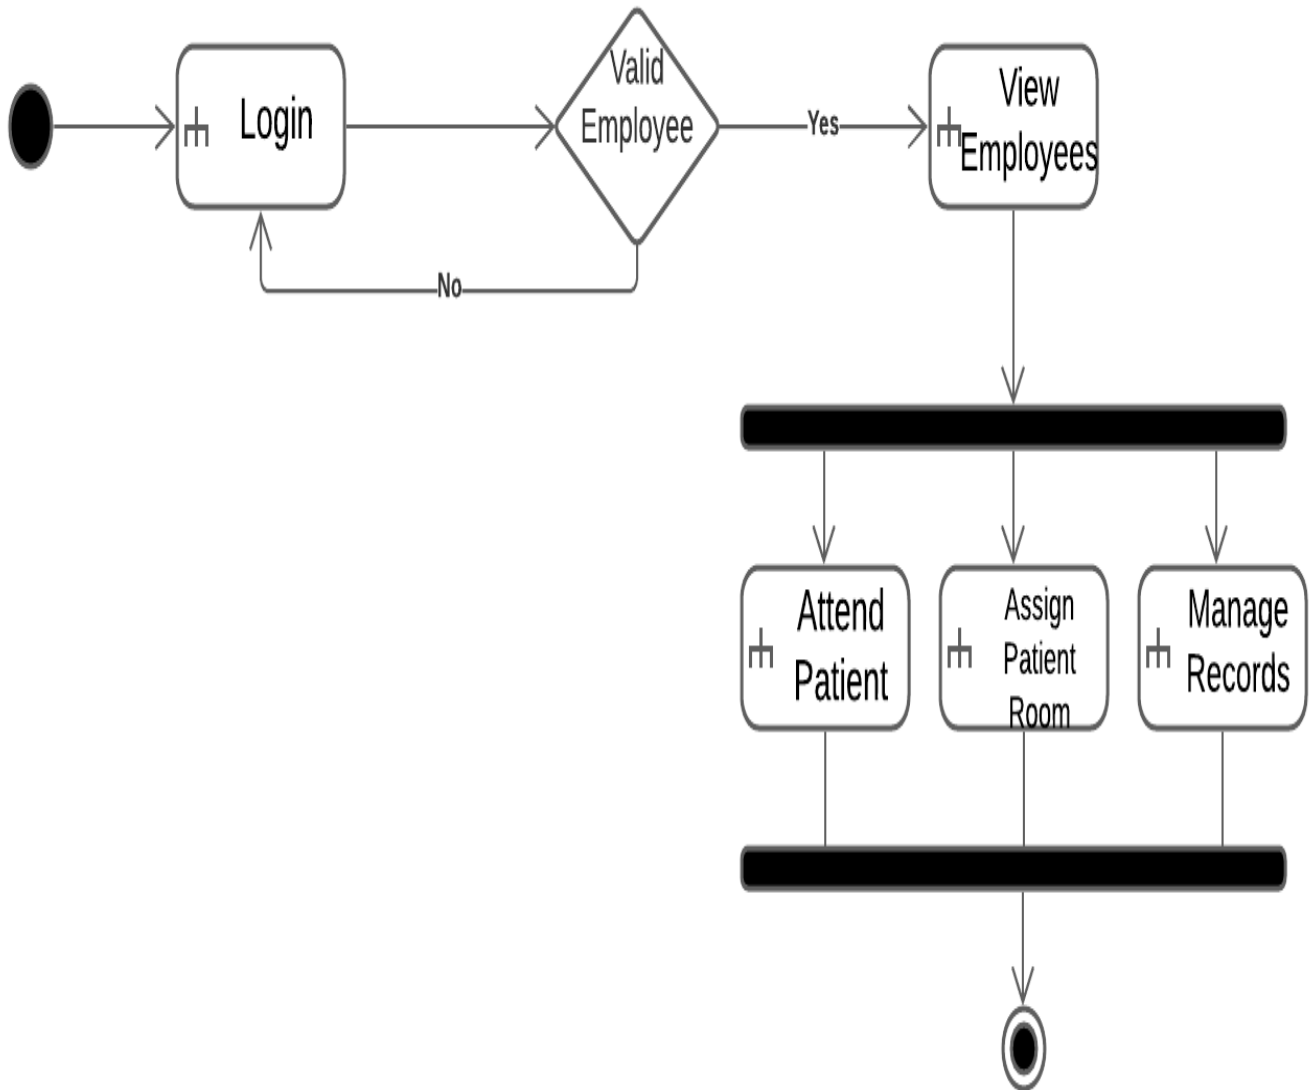 Login
Valid
Employee
Yes
View
Employees
No
Attend
Patient
Assign
Patient
Room
Manage
Records